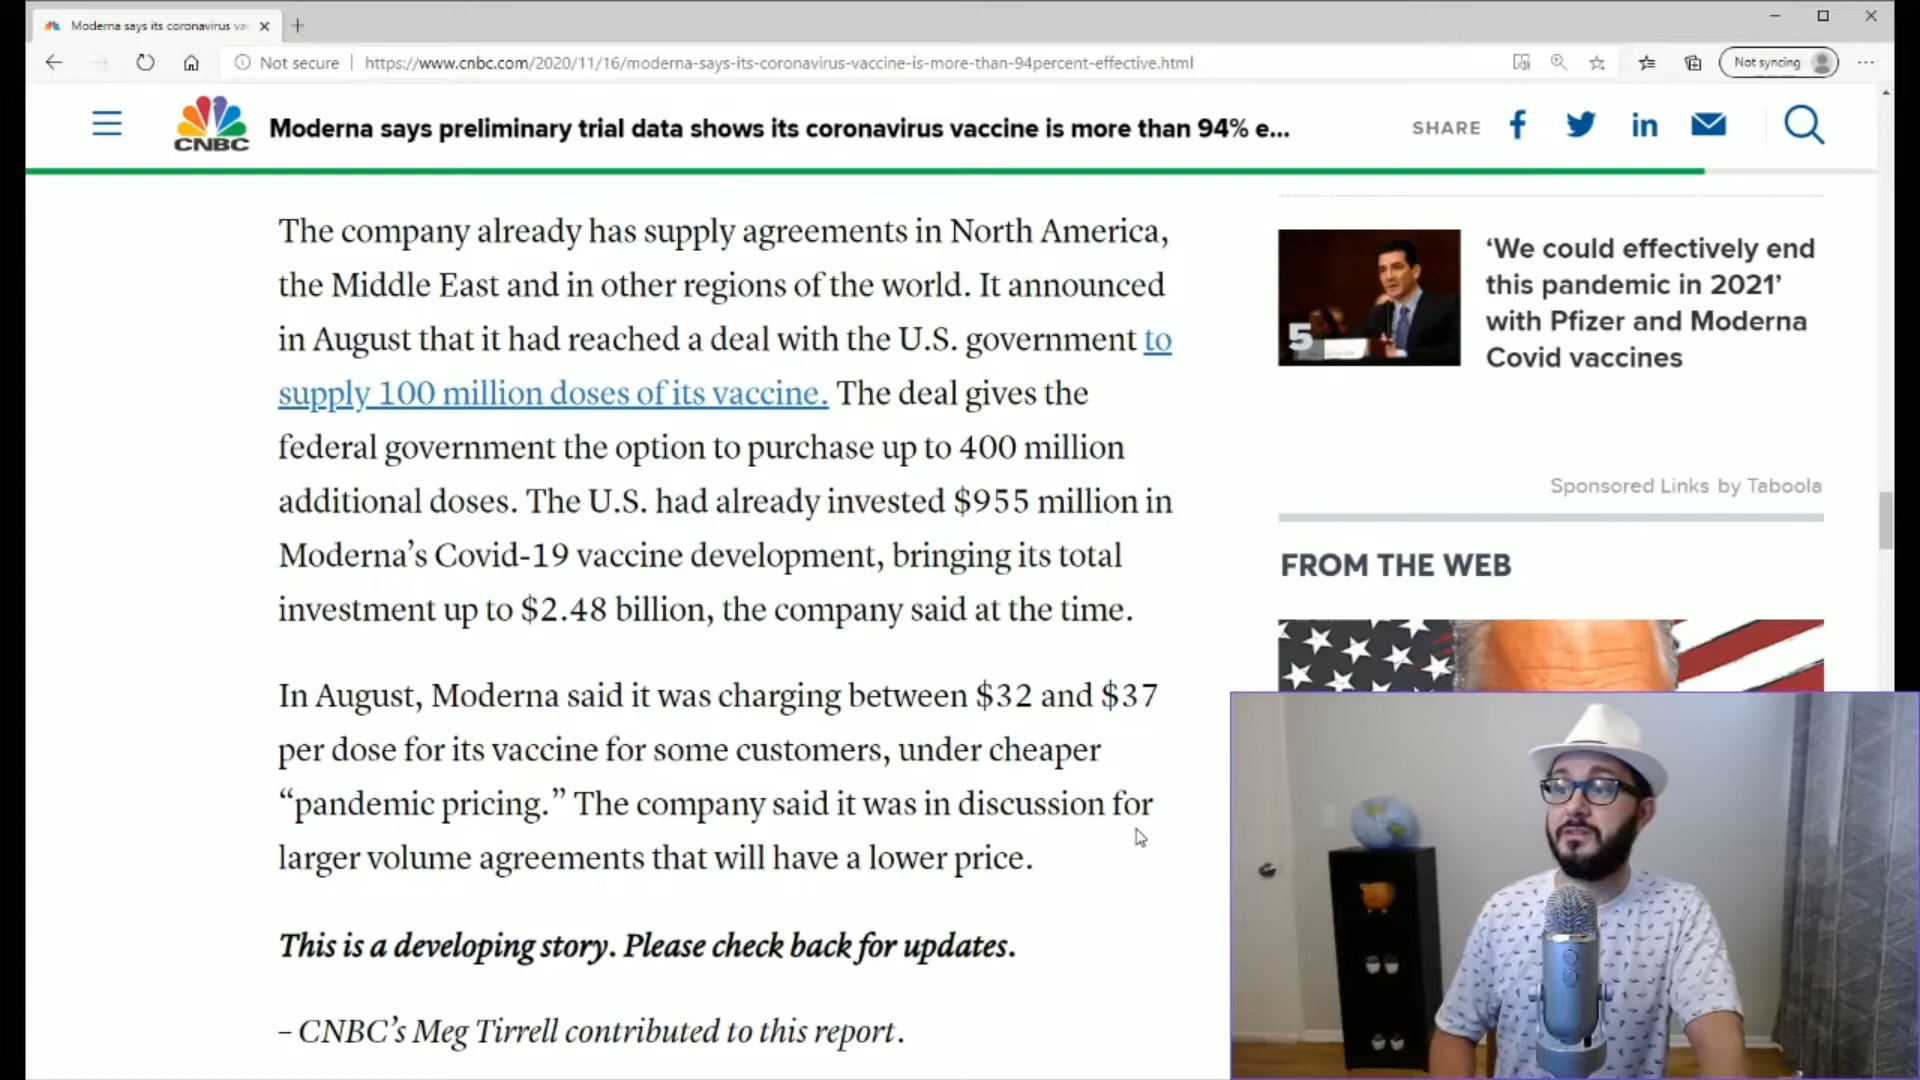 Moderna says its coronavirus va
Not secure
https://www.cnbc.com/2020/11/16/moderna-says-its-coronavirus-vaccine-is-more-than-94percent-effective.html
Not syncing
CNBC
Moderna says preliminary trial data shows its coronavirus vaccine is more than 94% e...
SHARE
The company already has supply agreements in North America,
the Middle East and in other regions of the world. It announced
in August that it had reached a deal with the U.S. government to
supply 100 million doses of its vaccine. The deal gives the
federal government the option to purchase up to 400 million
additional doses. The U.S. had already invested $955 million in
Moderna’s Covid-19 vaccine development, bringing its total
investment up to $2.48 billion, the company said at the time.
In August, Moderna said it was charging between $32 and $37
per dose for its vaccine for some customers, under cheaper
“pandemic pricing.” The company said it was in discussion for
larger volume agreements that will have a lower price.
This is a developing story. Please check back for updates.
– CNBC’s Meg Tirrell contributed to this report.
5
‘We could effectively end
this pandemic in 2021’
with Pfizer and Moderna
Covid vaccines
Sponsored Links by Taboola
FROM THE WEB